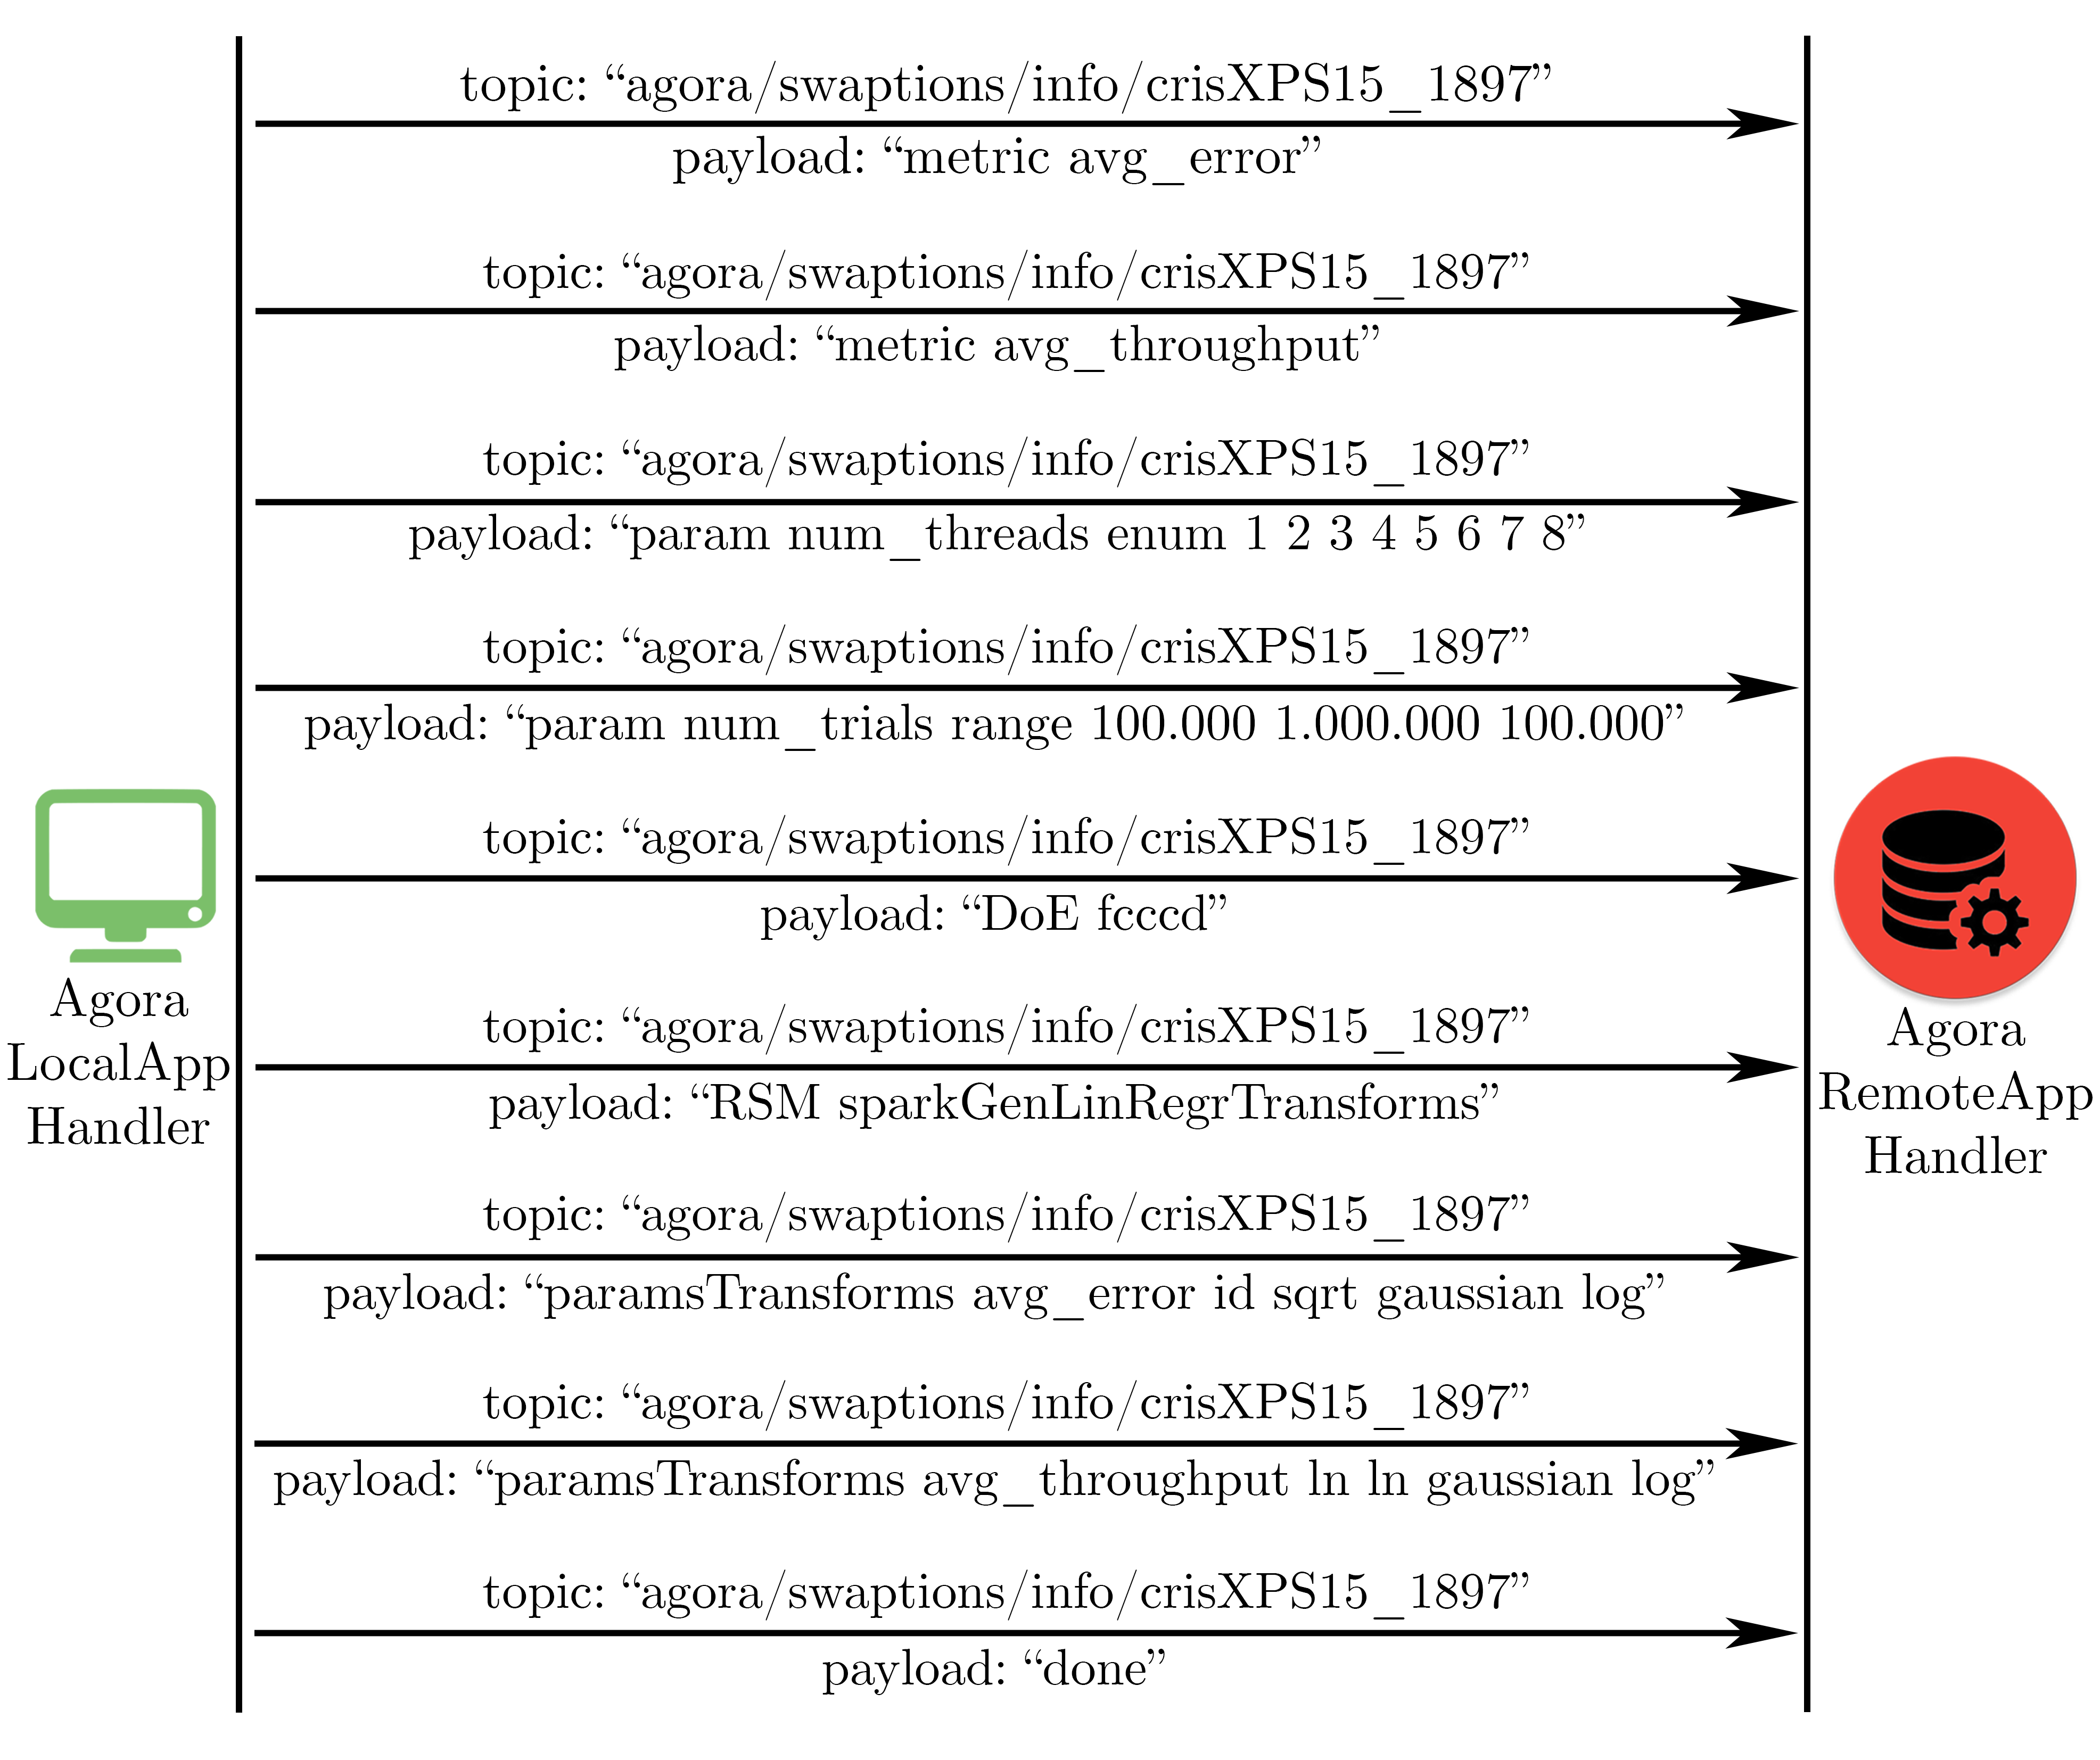 topic: “agora/swaptions/info/crisXPS15_1897”
payload: “metric avg_error”
topic: “agora/swaptions/info/crisXPS15_1897”
payload: “metric avg_throughput”
topic: “agora/swaptions/info/crisXPS15_1897”
payload: “param num_threads enum 1 2 3 4 5 6 7 8”
topic: “agora/swaptions/info/crisXPS15_1897”
payload: “param num_trials range 100.000 1.000.000 100.000”
topic: “agora/swaptions/info/crisXPS15_1897”
payload: “DoE fcccd”
topic: “agora/swaptions/info/crisXPS15_1897”
payload: “RSM sparkGenLinRegrTransforms”
topic: “agora/swaptions/info/crisXPS15_1897”
payload: “paramsTransforms avg_error id sqrt gaussian log”
topic: “agora/swaptions/info/crisXPS15_1897”
payload: “paramsTransforms avg_throughput ln ln gaussian log”
topic: “agora/swaptions/info/crisXPS15_1897”
payload: “done”
Agora
LocalApp
Handler
Agora
RemoteApp
Handler